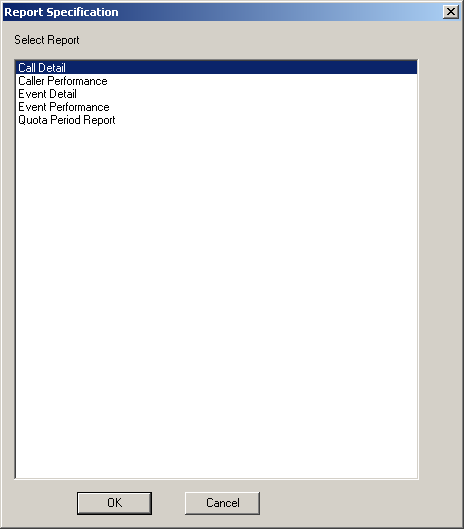 Report Specification
Select Report
Call Detail
Caller Performance
Event Detail
Event Performance
Quota Period Report
OK
Cancel